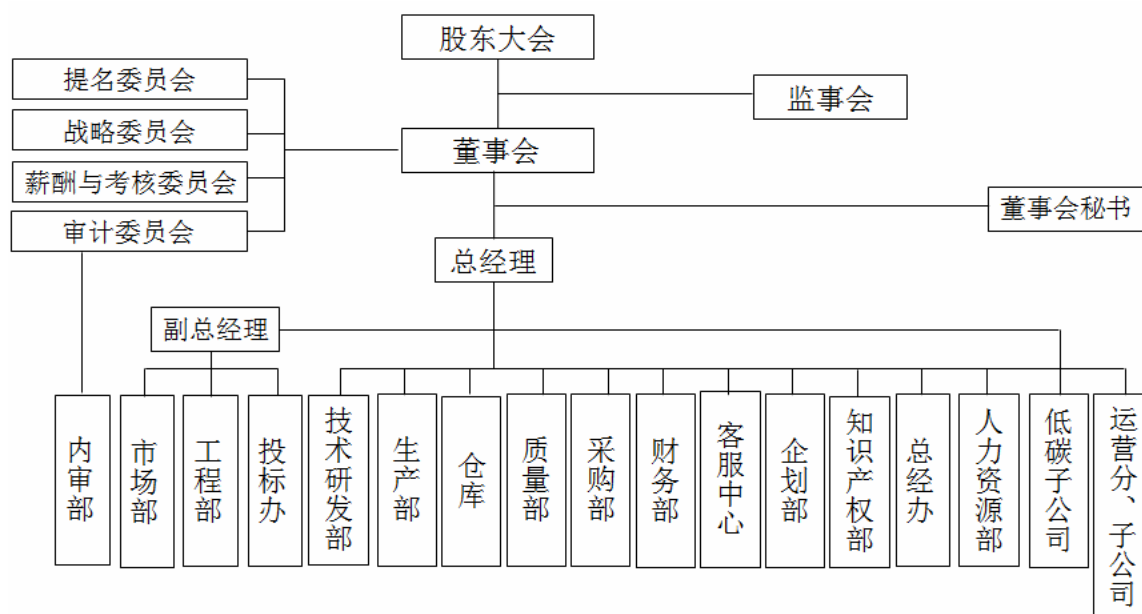 股东大会
提名委员会
监事会
战略委员会
董事会
薪酬与考核委员会
董事会秘书
审计委员会
总经理
副总经理
内审部
市场部
工程部
投标办
技术研发部
生产部
仓库
质量部
采购部
财务部
客服中心
企划部
知识产权部
总经办
人力资源部
低碳子公司
运营分、子公司